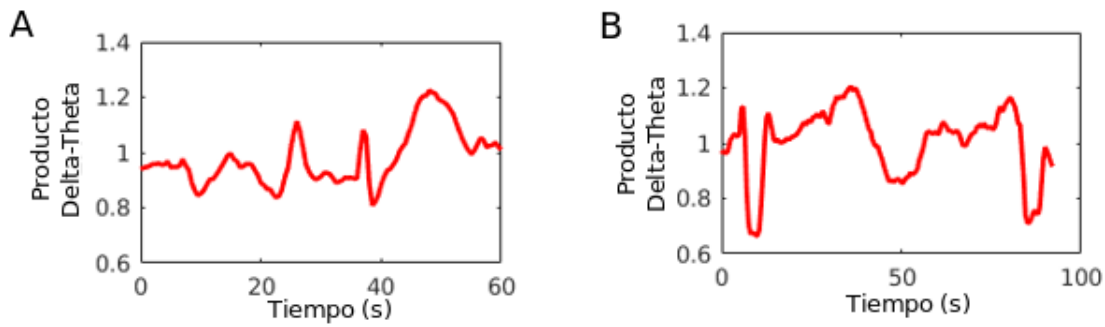 A
1.4
1.2
1
0.8
0.6
Producto
Delta-Theta
0
20
40
60
Tiempo (s)
B
1.4
1.2
1
0.8
0.6
Producto
Delta-Theta
0
50
100
Tiempo (s)